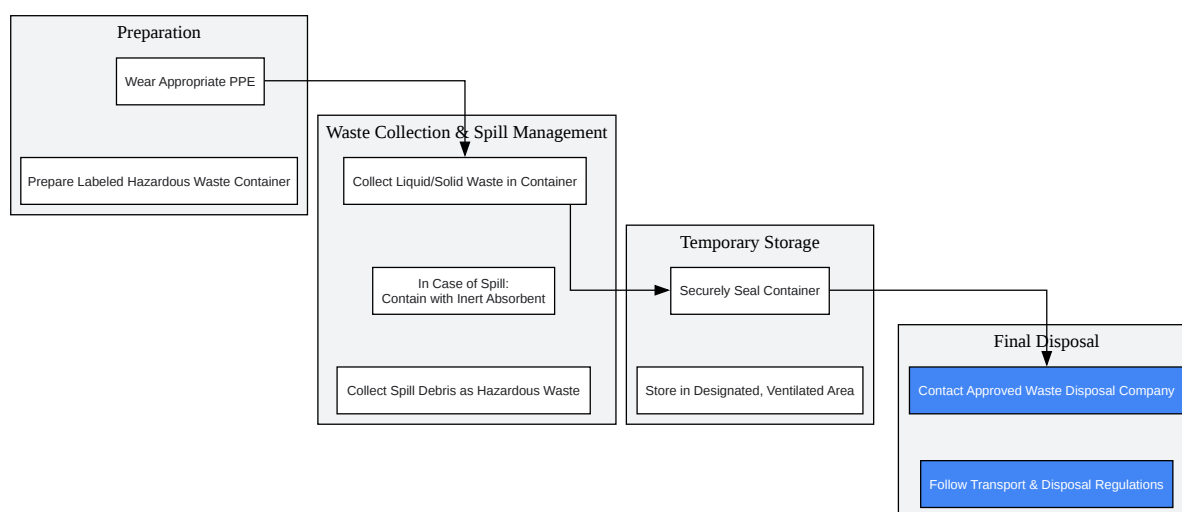 Preparation
Wear Appropriate PPE
Prepare Labeled Hazardous Waste Container
Waste Collection & Spill Management
Collect Liquid/Solid Waste in Container
In Case of Spill:
Contain with Inert Absorbent
Collect Spill Debris as Hazardous Waste
Temporary Storage
Securely Seal Container
Store in Designated, Ventilated Area
Final Disposal
Contact Approved Waste Disposal Company
Follow Transport & Disposal Regulations